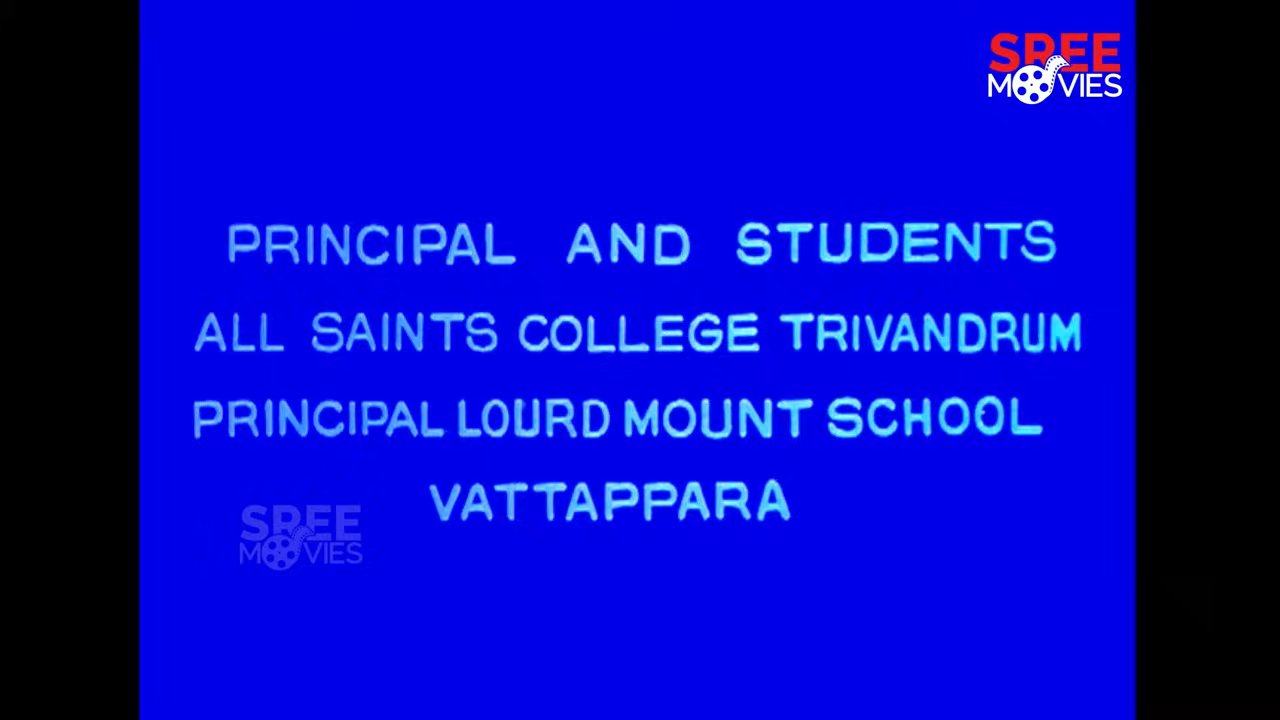 SREE
MOVIES
PRINCIPAL AND STUDENTS
ALL SAINTS COLLEGE TRIVANDRUM
PRINCIPAL LOURD MOUNT SCHOOL
VATTAPPARA
SREE
MOVIES